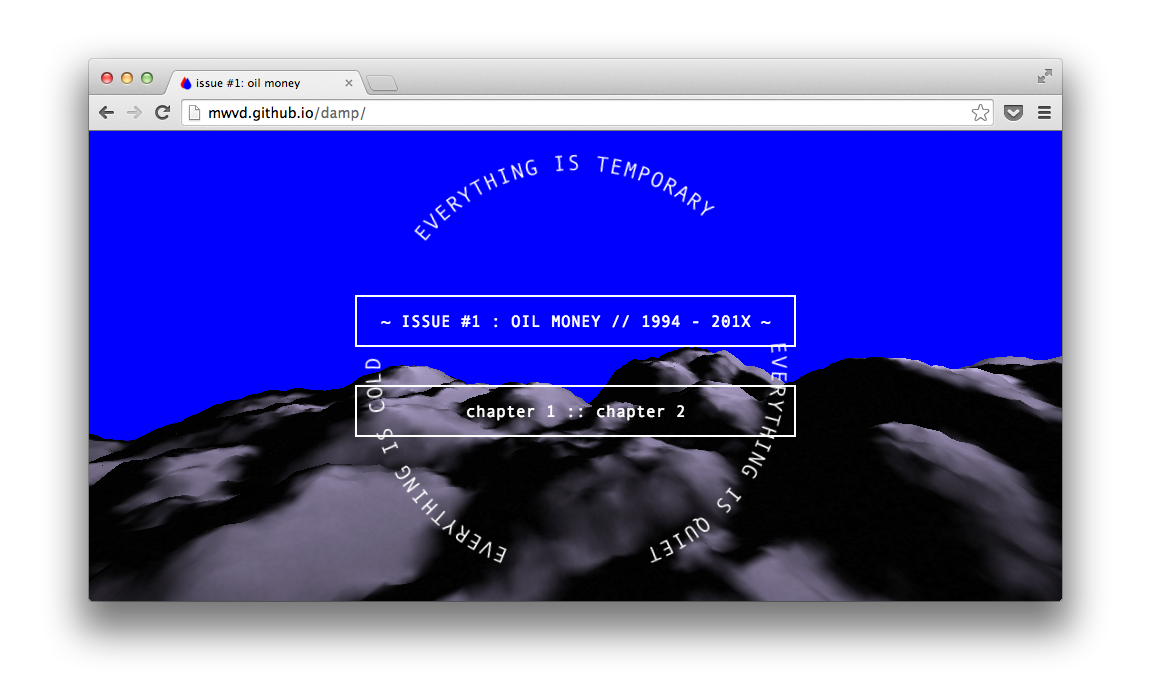 issue #1: oil money
mwvd.github.io/damp/
EVERYTHING IS TEMPORARY
~ ISSUE #1 : OIL MONEY // 1994 - 201X ~
chapter 1 :: chapter 2
EVERYTHING IS QUIET
EVERYTHING IS COLD